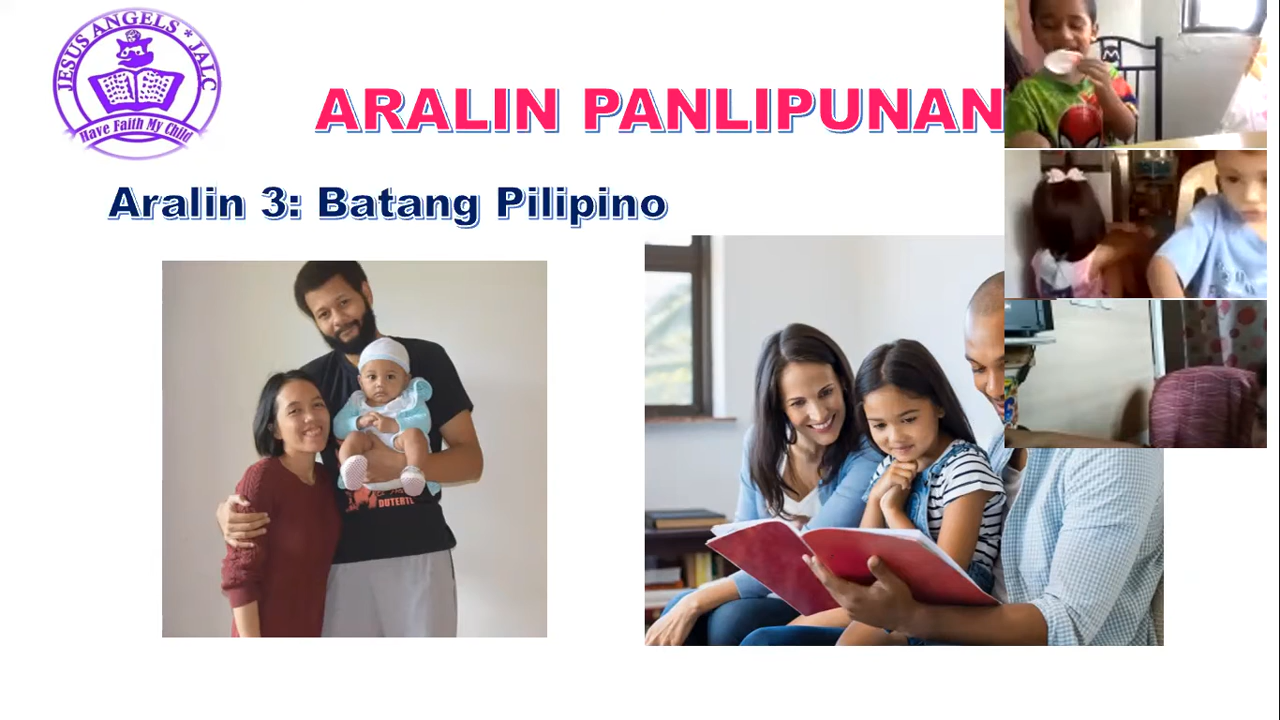 JESUS ANGELS * JALC
Have Faith My Child
ARALIN PANLIPUNAN
Aralin 3: Batang Pilipino
DUTERTE